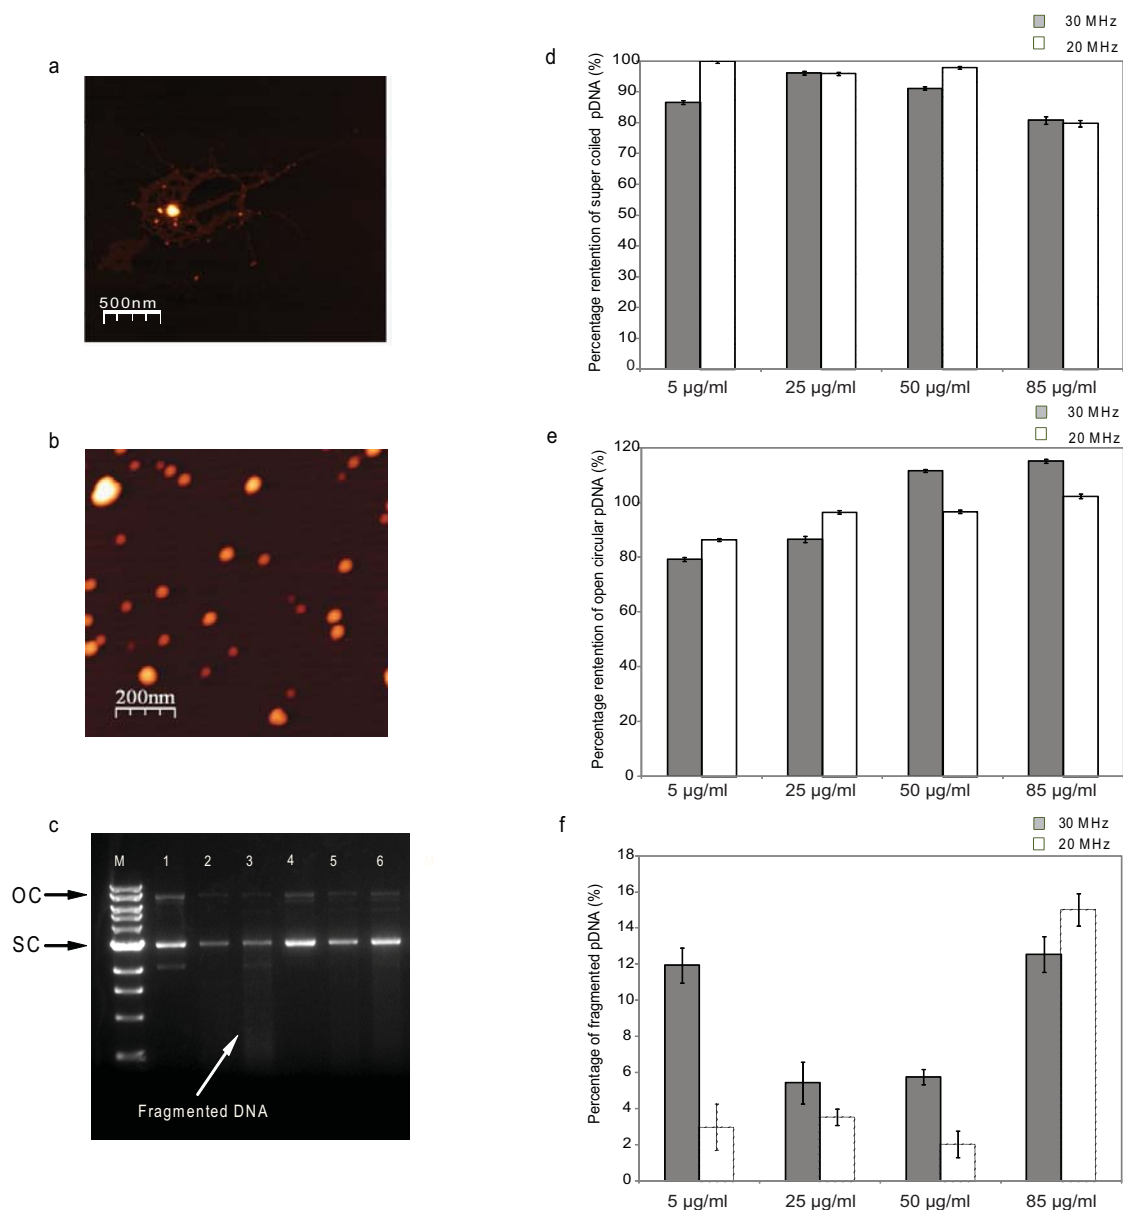 a
500nm
b
200nm
c
M 1 2 3 4 5 6
OC
SC
Fragmented DNA
d
30 MHz
20 MHz
Percentage rentention of super coiled pDNA (%)
100
90
80
70
60
50
40
30
20
10
0
5 µg/ml 25 µg/ml 50 µg/ml 85 µg/ml
e
30 MHz
20 MHz
Percentage rentention of open circular pDNA (%)
120
100
80
60
40
20
0
5 µg/ml 25 µg/ml 50 µg/ml 85 µg/ml
f
30 MHz
20 MHz
Percentage of fragmented pDNA (%)
18
16
14
12
10
8
6
4
2
0
5 µg/ml 25 µg/ml 50 µg/ml 85 µg/ml